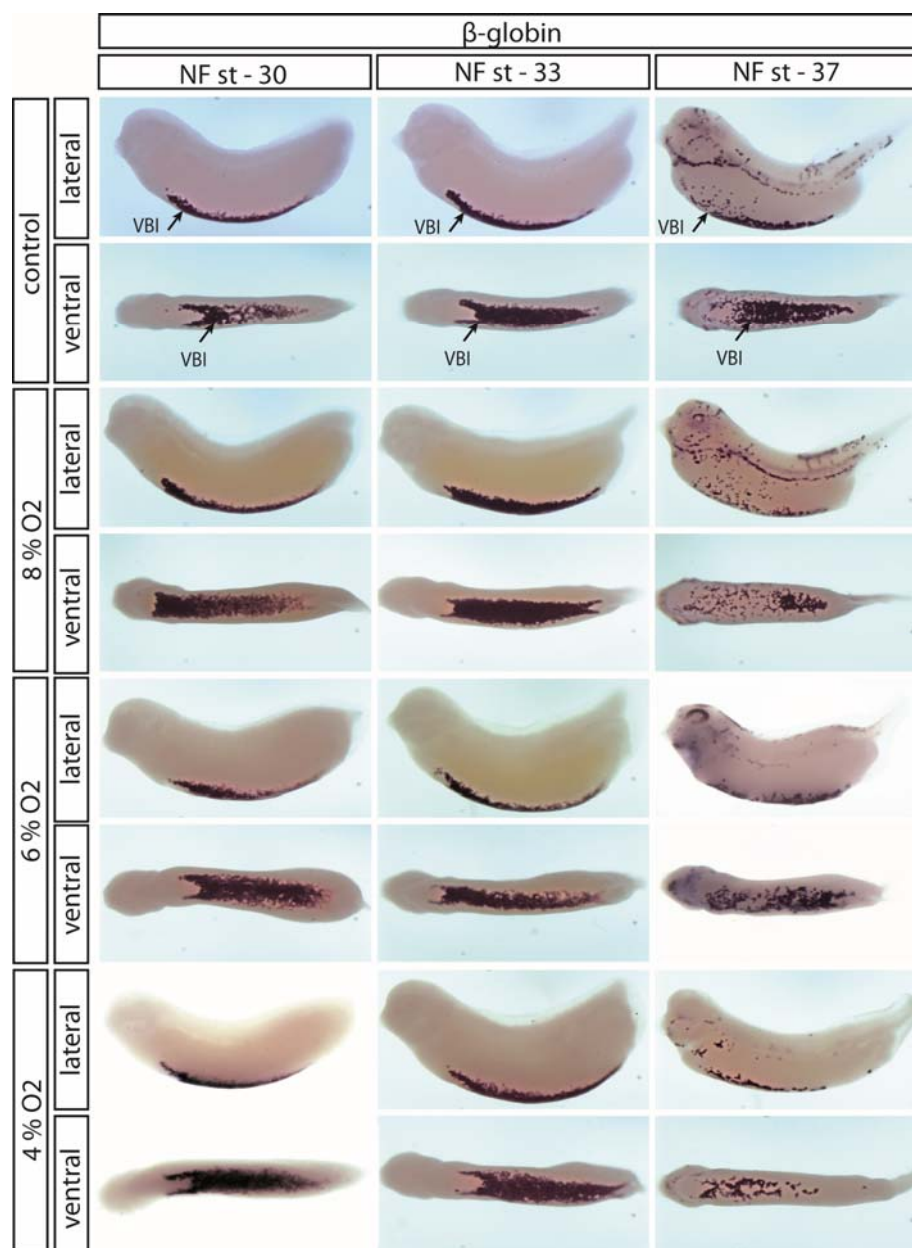 β-globin
NF st - 30
NF st - 33
NF st - 37
control
lateral
VBI
VBI
VBI
ventral
VBI
VBI
VBI
8 % O2
lateral
ventral
6 % O2
lateral
ventral
4 % O2
lateral
ventral